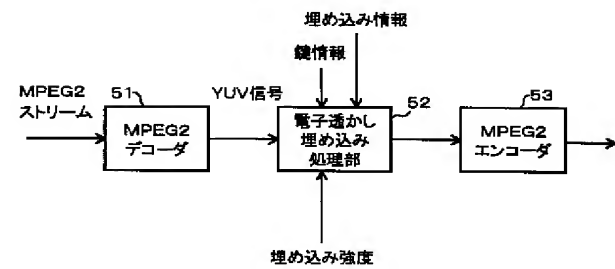 埋め込み情報
鍵情報
MPEG2
ストリーム
51
YUV信号
52
53
MPEG2
デコーダ
電子透かし
埋め込み
処理部
MPEG2
エンコーダ
埋め込み強度